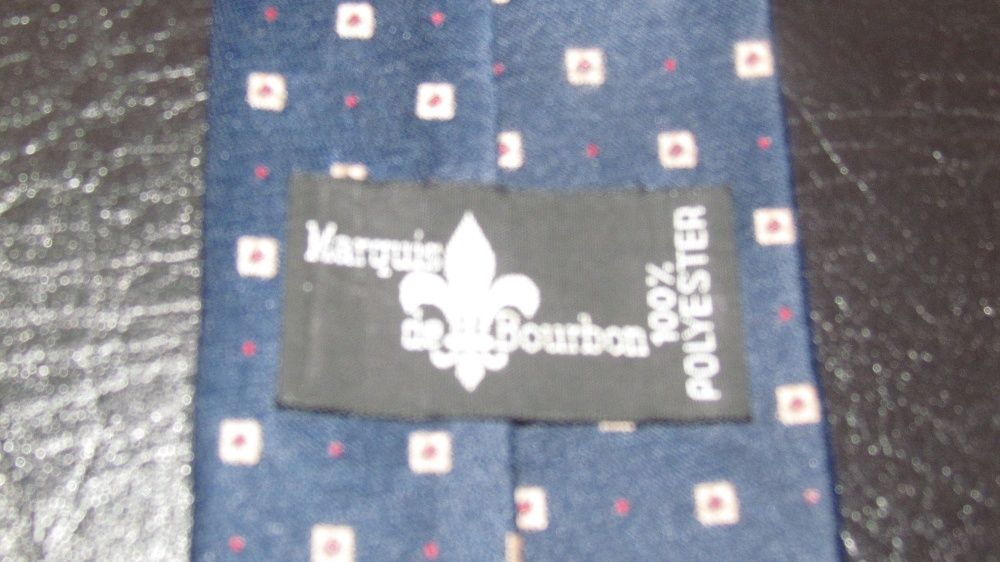 Marquis
de Bourbon
100%
POLYESTER